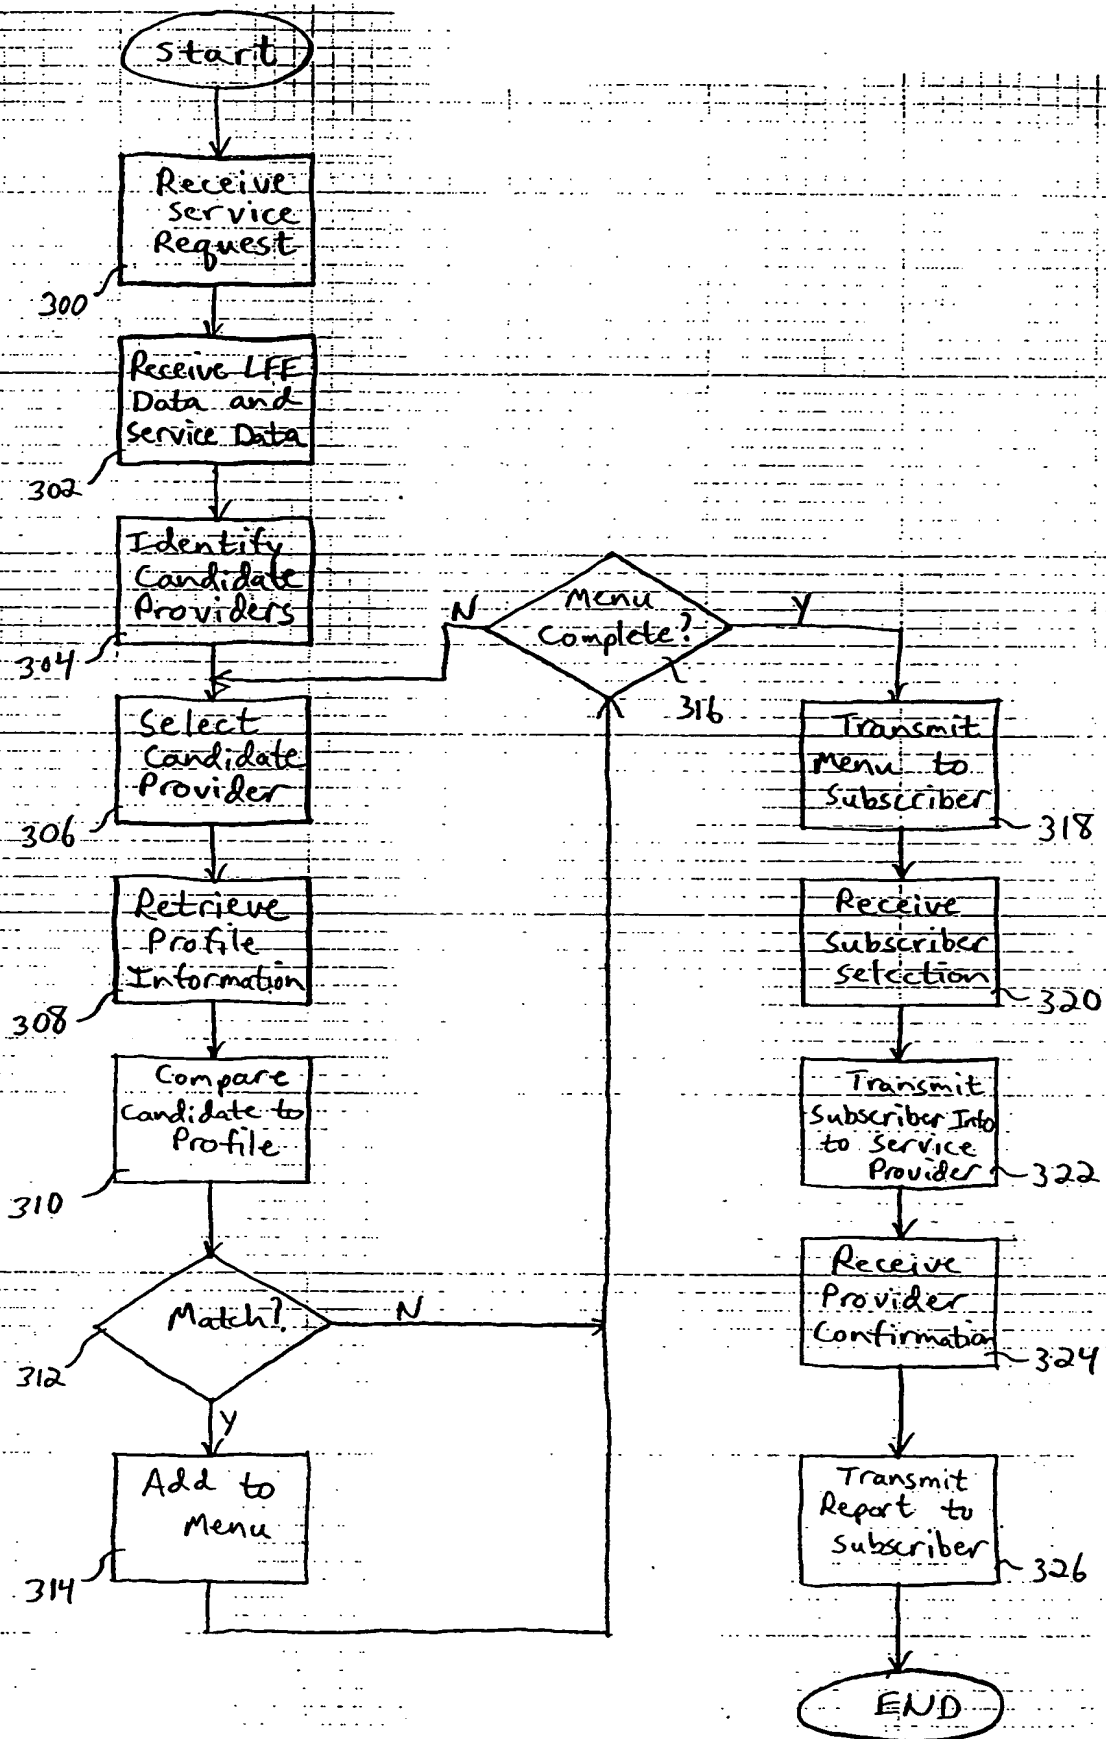 Start
Receive
Service
Request
300
Receive LFE
Data and
Service Data
302
Identify
Candidate
Providers
304
Select
Candidate
Provider
306
Retrieve
Profile
Information
308
Compare
Candidate to
Profile
310
Match?
N
312
Y
Add to
Menu
314
Menu
Complete?
N
Y
316
Transmit
Menu to
Subscriber
318
Receive
Subscriber
Selection
320
Transmit
Subscriber Info
to Service
Provider
322
Receive
Provider
Confirmation
324
Transmit
Report to
Subscriber
326
END